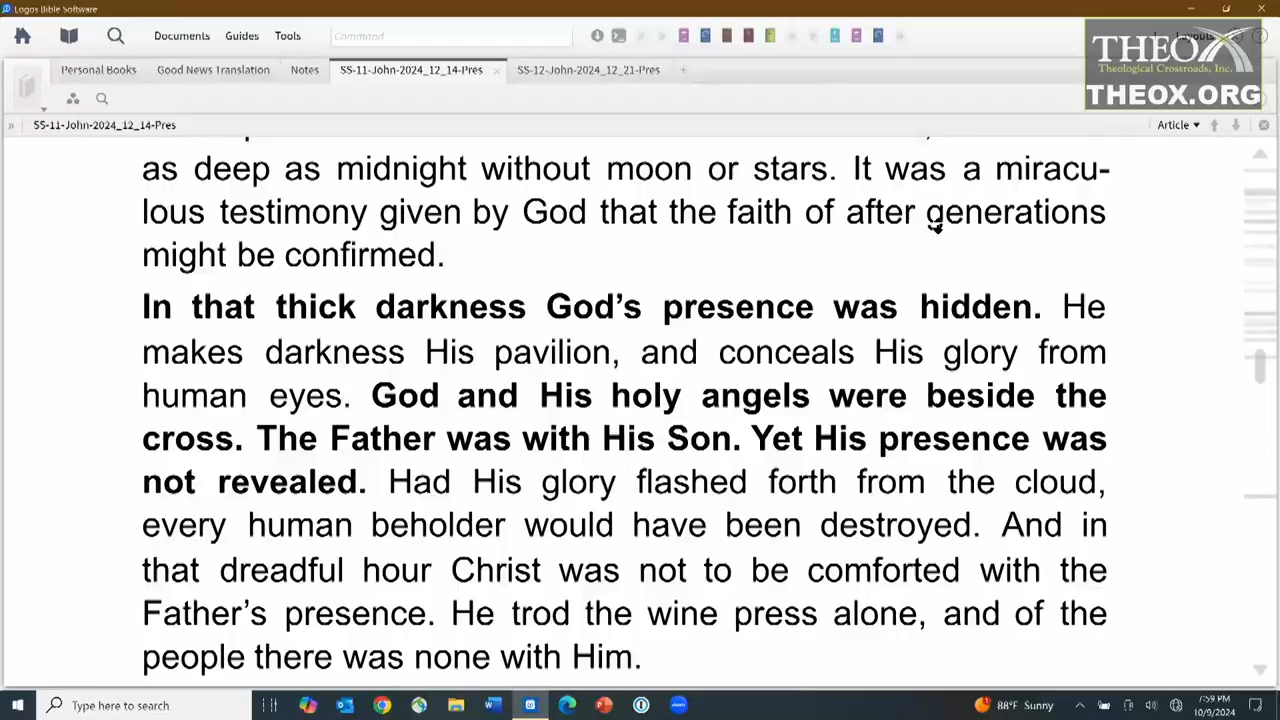 Logos Bible Software
Documents Guides Tools Command Layouts
THEOX
Theological Crossroads, Inc.
THEOX.ORG
Personal Books Good News Translation Notes SS-11-John-2024_12_14-Pres SS-12-John-2024_12_21-Pres
SS-11-John-2024_12_14-Pres Article
as deep as midnight without moon or stars. It was a miracu-
lous testimony given by God that the faith of after generations
might be confirmed.
In that thick darkness God’s presence was hidden. He
makes darkness His pavilion, and conceals His glory from
human eyes. God and His holy angels were beside the
cross. The Father was with His Son. Yet His presence was
not revealed. Had His glory flashed forth from the cloud,
every human beholder would have been destroyed. And in
that dreadful hour Christ was not to be comforted with the
Father’s presence. He trod the wine press alone, and of the
people there was none with Him.
Type here to search
88°F Sunny
7:59 PM
10/9/2024